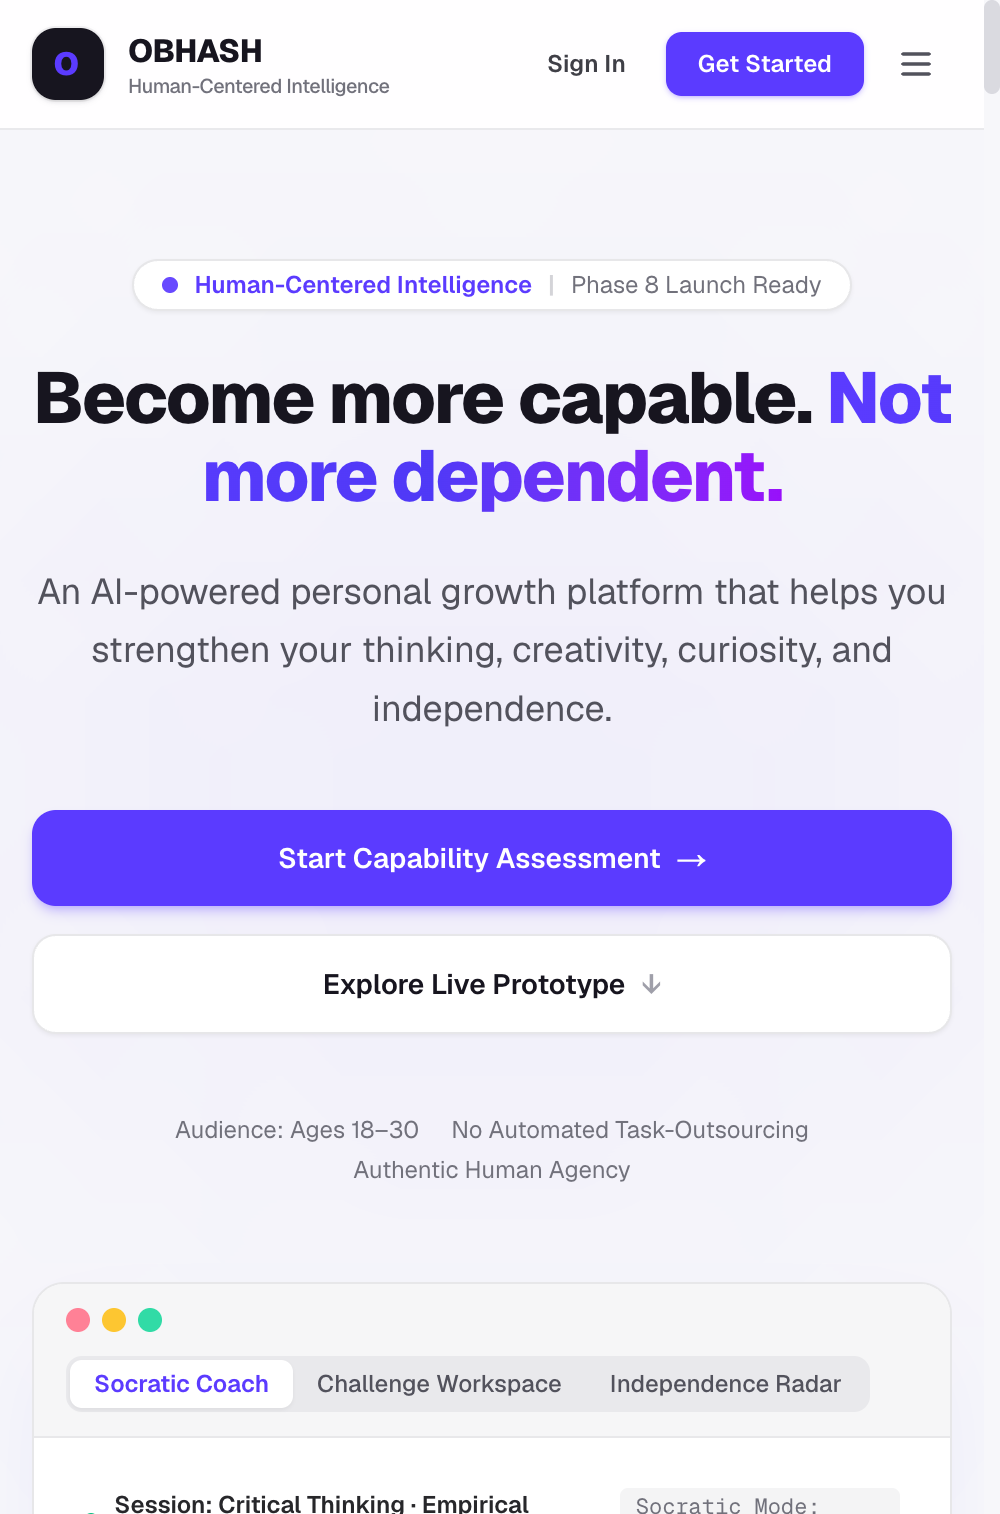 O
OBHASH
Human-Centered Intelligence
Sign In
Get Started
Human-Centered Intelligence | Phase 8 Launch Ready
Become more capable. Not
more dependent.
An AI-powered personal growth platform that helps you
strengthen your thinking, creativity, curiosity, and
independence.
Start Capability Assessment →
Explore Live Prototype ↓
Audience: Ages 18–30 No Automated Task-Outsourcing
Authentic Human Agency
Socratic Coach Challenge Workspace Independence Radar
Session: Critical Thinking · Empirical
Socratic Mode: